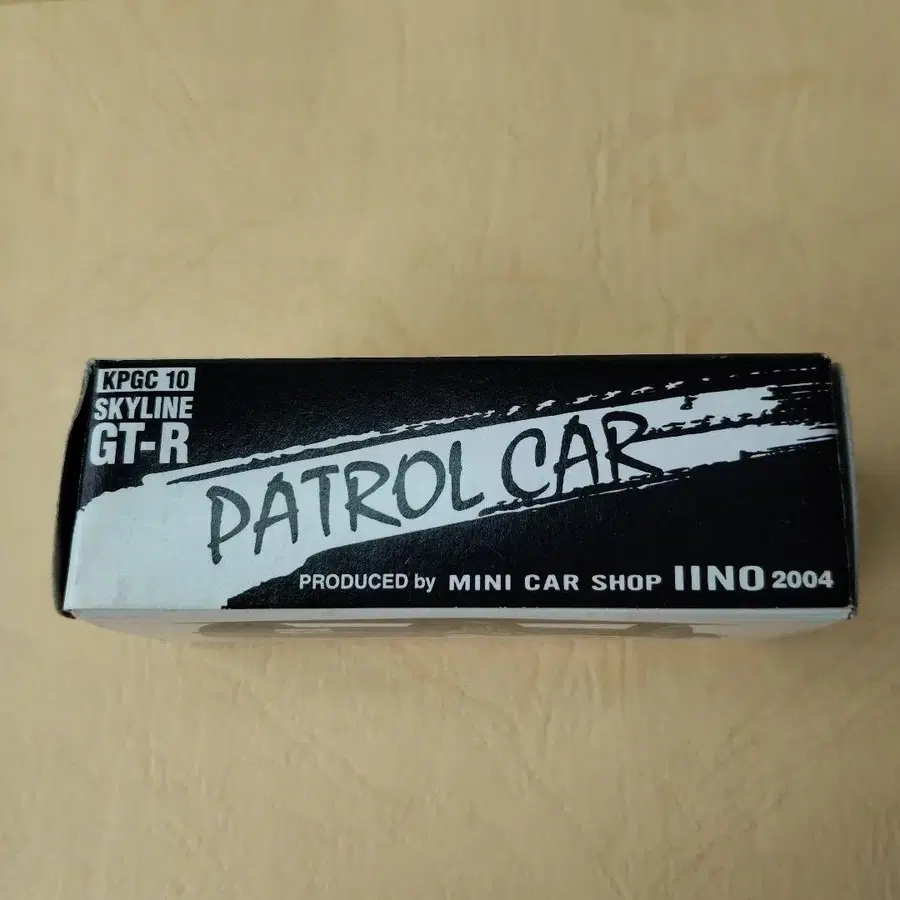 KPGC 10
SKYLINE
GT-R
PATROL CAR
PRODUCED by MINI CAR SHOP IINO 2004